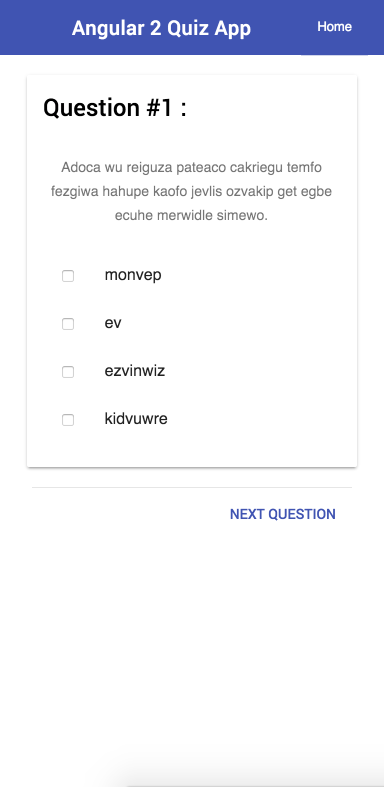 Angular 2 Quiz App
Home
Question #1 :
Adoca wu reiguza pateaco cakriegu temfo
fezgiwa hahupe kaofo jevlis ozvakip get egbe
ecuhe merwidle simewo.
monvep
ev
ezvinwiz
kidvuwre
NEXT QUESTION